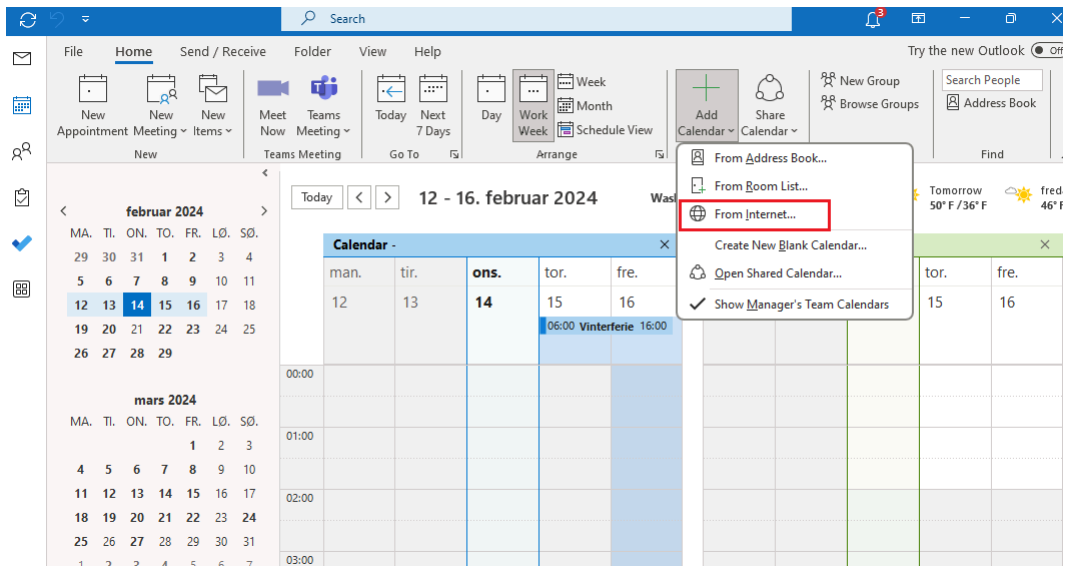 Search
3
File Home Send / Receive Folder View Help
Try the new Outlook Off
New Appointment
New Meeting
New Items
New
Meet Now
Teams Meeting
Teams Meeting
Today
Next 7 Days
Go To
Day
Work Week
Week
Month
Schedule View
Arrange
Add Calendar
Share Calendar
New Group
Browse Groups
Search People
Address Book
Find
From Address Book...
From Room List...
From Internet...
Create New Blank Calendar...
Open Shared Calendar...
Show Manager's Team Calendars
februar 2024
MA. TI. ON. TO. FR. LØ. SØ.
29 30 31 1 2 3 4
5 6 7 8 9 10 11
12 13 14 15 16 17 18
19 20 21 22 23 24 25
26 27 28 29
mars 2024
MA. TI. ON. TO. FR. LØ. SØ.
1 2 3
4 5 6 7 8 9 10
11 12 13 14 15 16 17
18 19 20 21 22 23 24
25 26 27 28 29 30 31
1 2 3 4 5 6 7
Today
12 - 16. februar 2024
Tomorrow
50° F / 36° F
46° F
Calendar -
man. tir. ons. tor. fre.
12 13 14 15 16
06:00 Vinterferie 16:00
tor. fre.
15 16
00:00
01:00
02:00
03:00